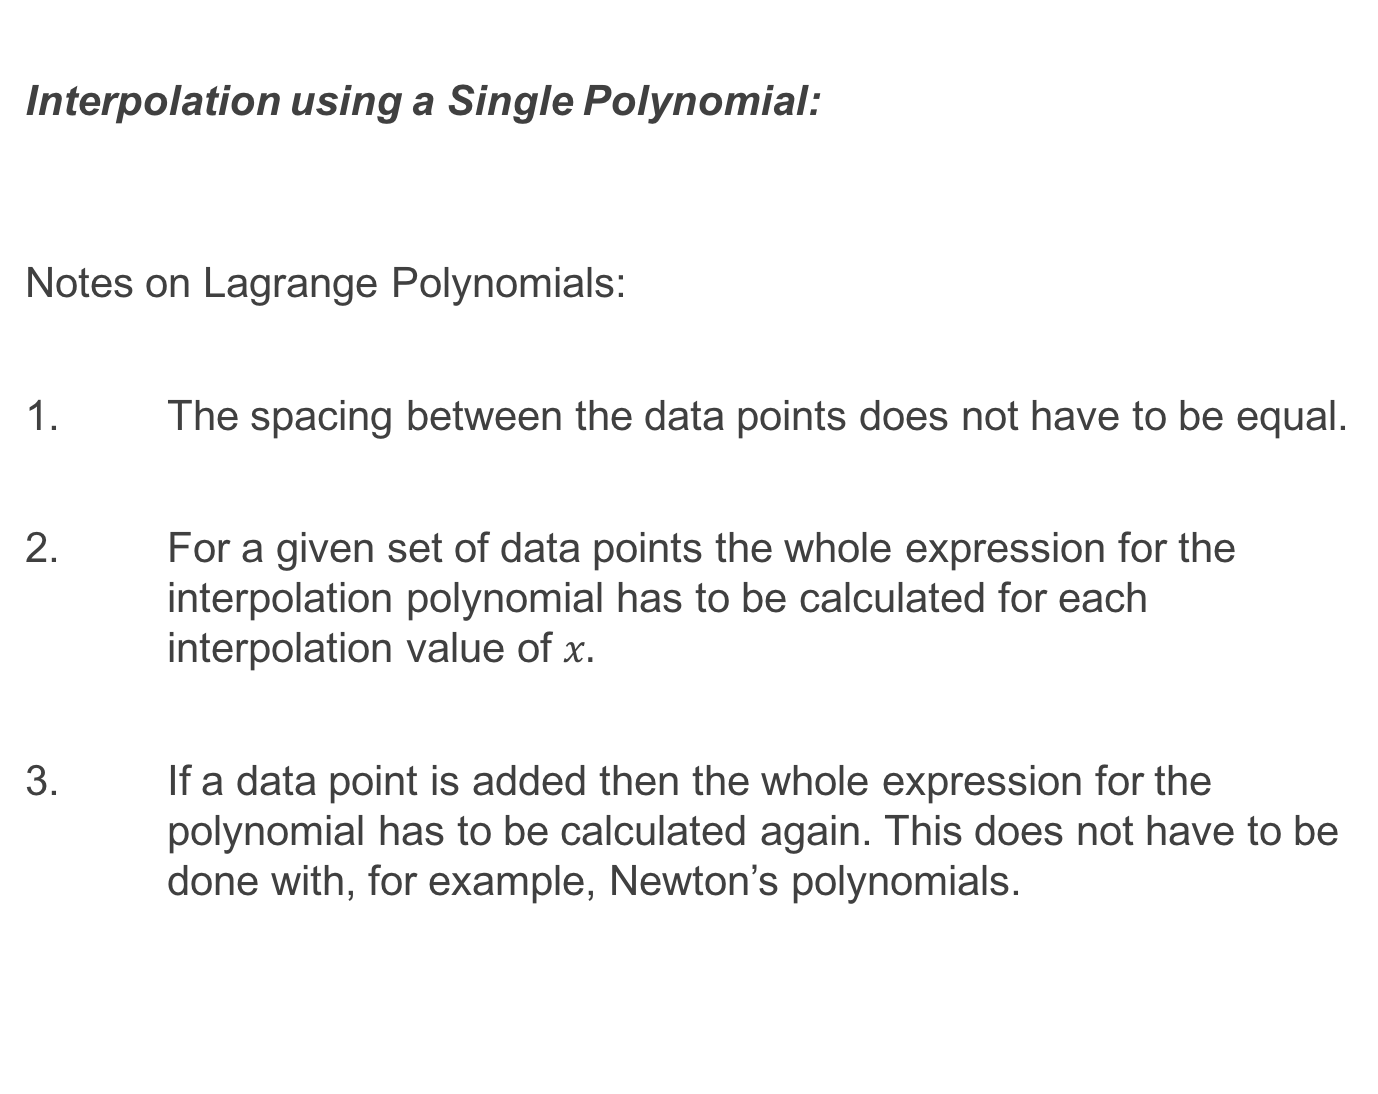 Interpolation using a Single Polynomial:
Notes on Lagrange Polynomials:
1. The spacing between the data points does not have to be equal.
2. For a given set of data points the whole expression for the
interpolation polynomial has to be calculated for each
interpolation value of x.
3. If a data point is added then the whole expression for the
polynomial has to be calculated again. This does not have to be
done with, for example, Newton’s polynomials.